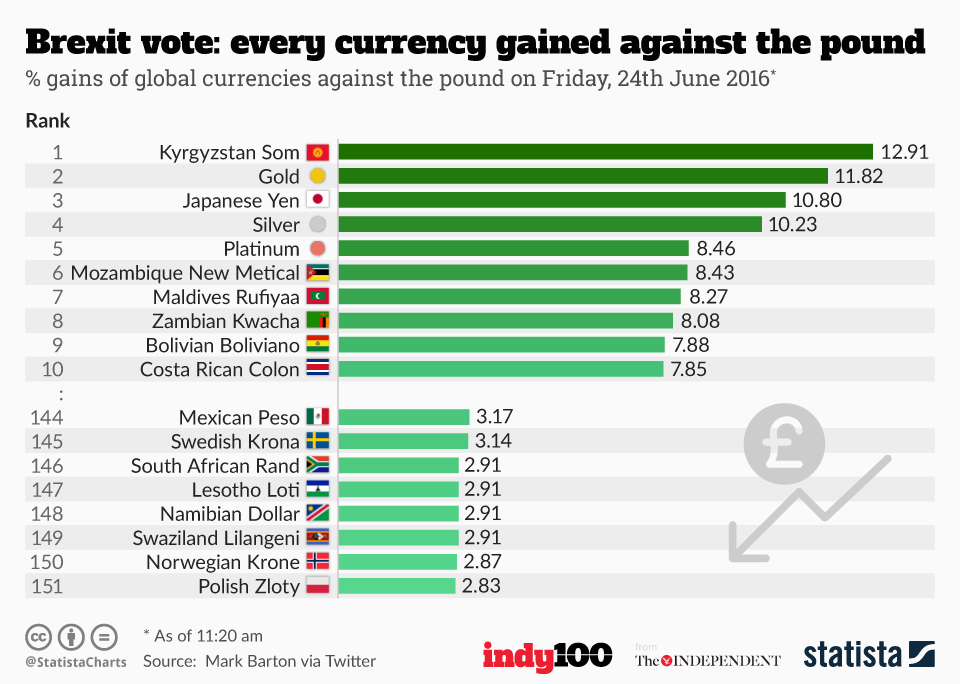 Brexit vote: every currency gained against the pound
% gains of global currencies against the pound on Friday, 24th June 2016*
Rank
1 Kyrgyzstan Som 12.91
2 Gold 11.82
3 Japanese Yen 10.80
4 Silver 10.23
5 Platinum 8.46
6 Mozambique New Metical 8.43
7 Maldives Rufiyaa 8.27
8 Zambian Kwacha 8.08
9 Bolivian Boliviano 7.88
10 Costa Rican Colon 7.85
:
144 Mexican Peso 3.17
145 Swedish Krona 3.14
146 South African Rand 2.91
147 Lesotho Loti 2.91
148 Namibian Dollar 2.91
149 Swaziland Lilangeni 2.91
150 Norwegian Krone 2.87
151 Polish Zloty 2.83
£
cc
* As of 11:20 am
@StatistaCharts
Source: Mark Barton via Twitter
indy100
from
The INDEPENDENT
statista